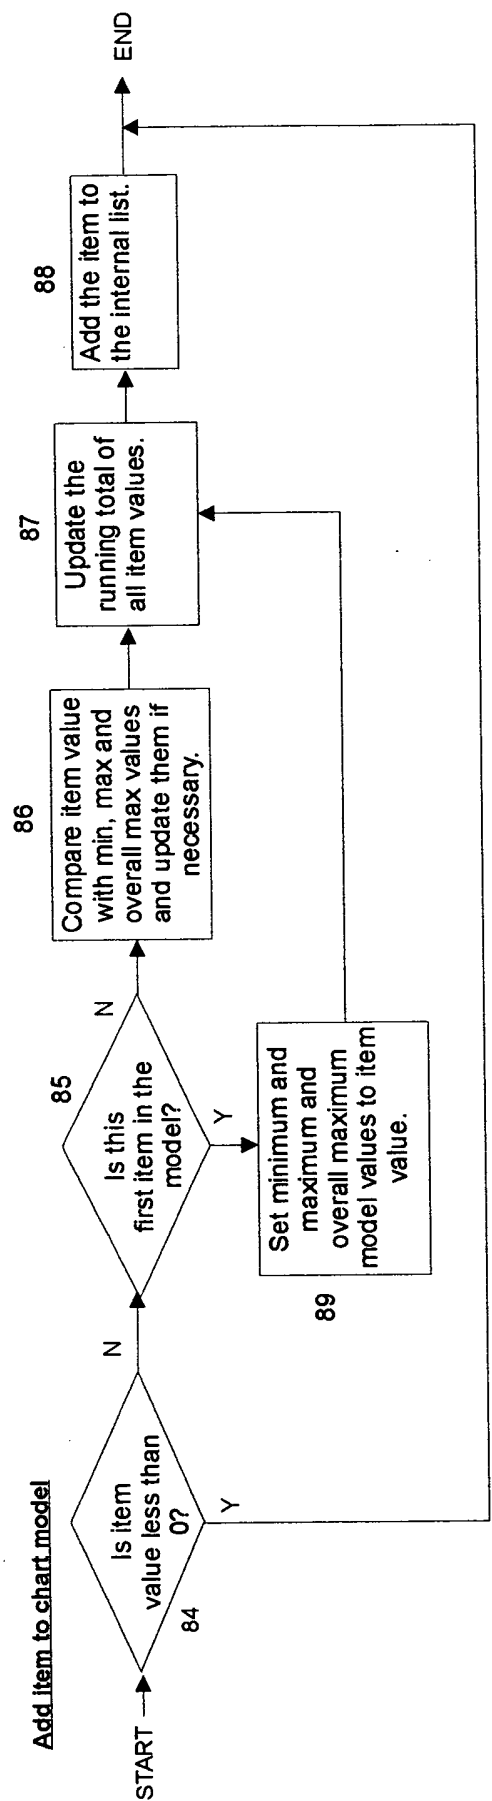 Add item to chart model
START
84
Is item
value less than
0?
N
Y
85
Is this
first item in the
model?
N
Y
86
Compare item value
with min, max and
overall max values
and update them if
necessary.
87
Update the
running total of
all item values.
88
Add the item to
the internal list.
END
89
Set minimum and
maximum and
overall maximum
model values to item
value.